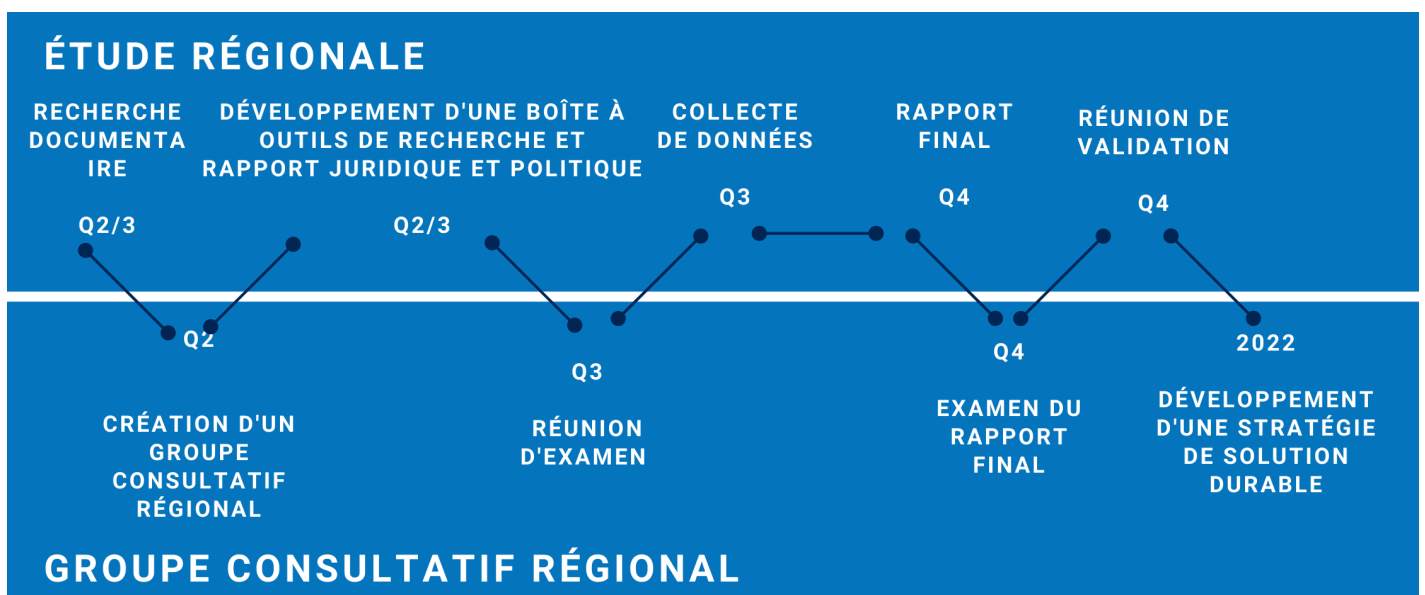 ÉTUDE RÉGIONALE
RECHERCHE
DOCUMENTA
IRE
Q2/3
DÉVELOPPEMENT D'UNE BOÎTE À
OUTILS DE RECHERCHE ET
RAPPORT JURIDIQUE ET POLITIQUE
Q2/3
COLLECTE
DE DONNÉES
Q3
RAPPORT
FINAL
Q4
RÉUNION DE
VALIDATION
Q4
Q2
CRÉATION D'UN
GROUPE
CONSULTATIF
RÉGIONAL
Q3
RÉUNION
D'EXAMEN
Q4
EXAMEN DU
RAPPORT
FINAL
2022
DÉVELOPPEMENT
D'UNE STRATÉGIE
DE SOLUTION
DURABLE
GROUPE CONSULTATIF RÉGIONAL